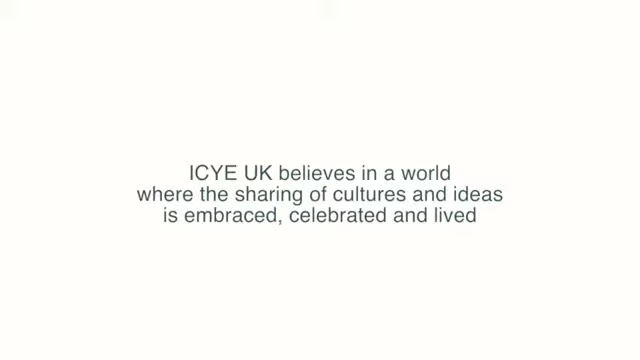 ICYE UK believes in a world
where the sharing of cultures and ideas
is embraced, celebrated and lived